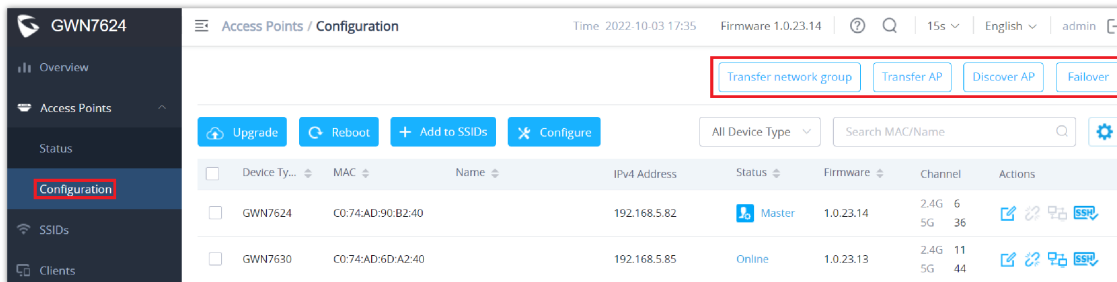 GWN7624
Access Points / Configuration
Time 2022-10-03 17:35
Firmware 1.0.23.14
15s
English
admin
Overview
Access Points
Status
Configuration
SSIDs
Clients
Transfer network group
Transfer AP
Discover AP
Failover
Upgrade
Reboot
Add to SSIDs
Configure
All Device Type
Search MAC/Name
Device Ty... MAC Name IPv4 Address Status Firmware Channel Actions
GWN7624 C0:74:AD:90:B2:40 192.168.5.82 Master 1.0.23.14 2.4G 6 SSH
5G 36
GWN7630 C0:74:AD:6D:A2:40 192.168.5.85 Online 1.0.23.13 2.4G 11 SSH
5G 44